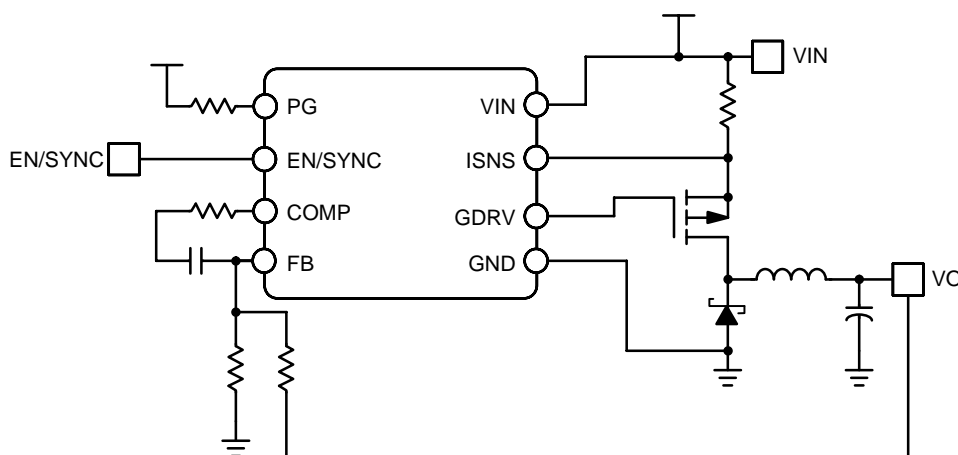 VIN
PG
VIN
EN/SYNC
EN/SYNC
ISNS
COMP
GDRV
FB
GND